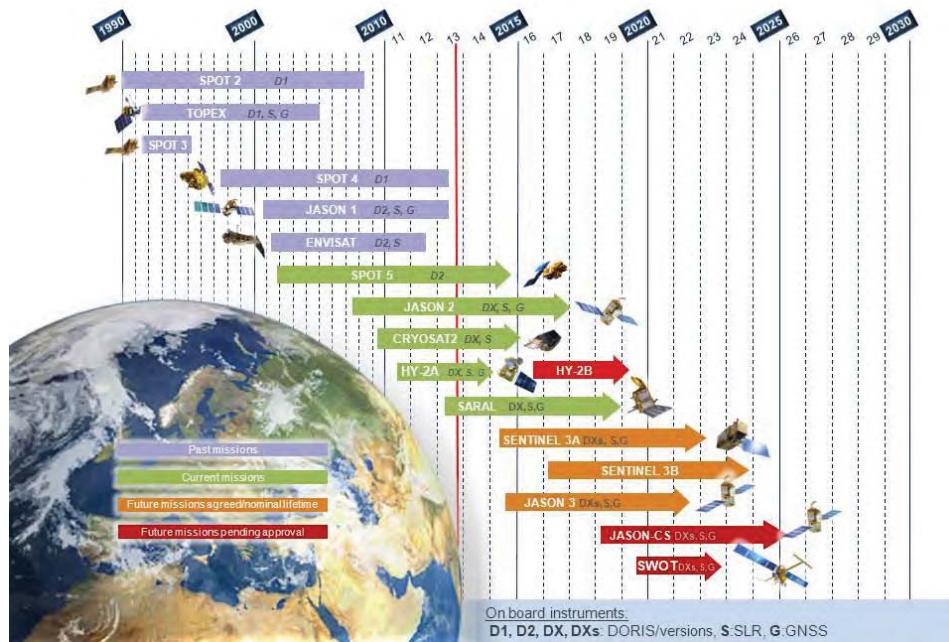 1990 2000 2010 11 12 13 14 2015 16 17 18 19 2020 21 22 23 24 2025 26 27 28 29 2030
SPOT 2 D1
TOPEX D1, S, G
SPOT 3
SPOT 4 D1
JASON 1 D2, S, G
ENVISAT D2, S
SPOT 5 D2
JASON 2 DX, S, G
CRYOSAT2 DX, S
HY-2A DX, S, G HY-2B
SARAL DX,S,G
SENTINEL 3A DXs, S,G
Past missions
SENTINEL 3B
Current missions
JASON 3 DXs,S,G
Future missions agreed/nominal lifetime
JASON-CS DXs,S,G
Future missions pending approval
SWOT DXs,S,G
On board instruments:
D1, D2, DX, DXs: DORIS/versions, S:SLR, G:GNSS